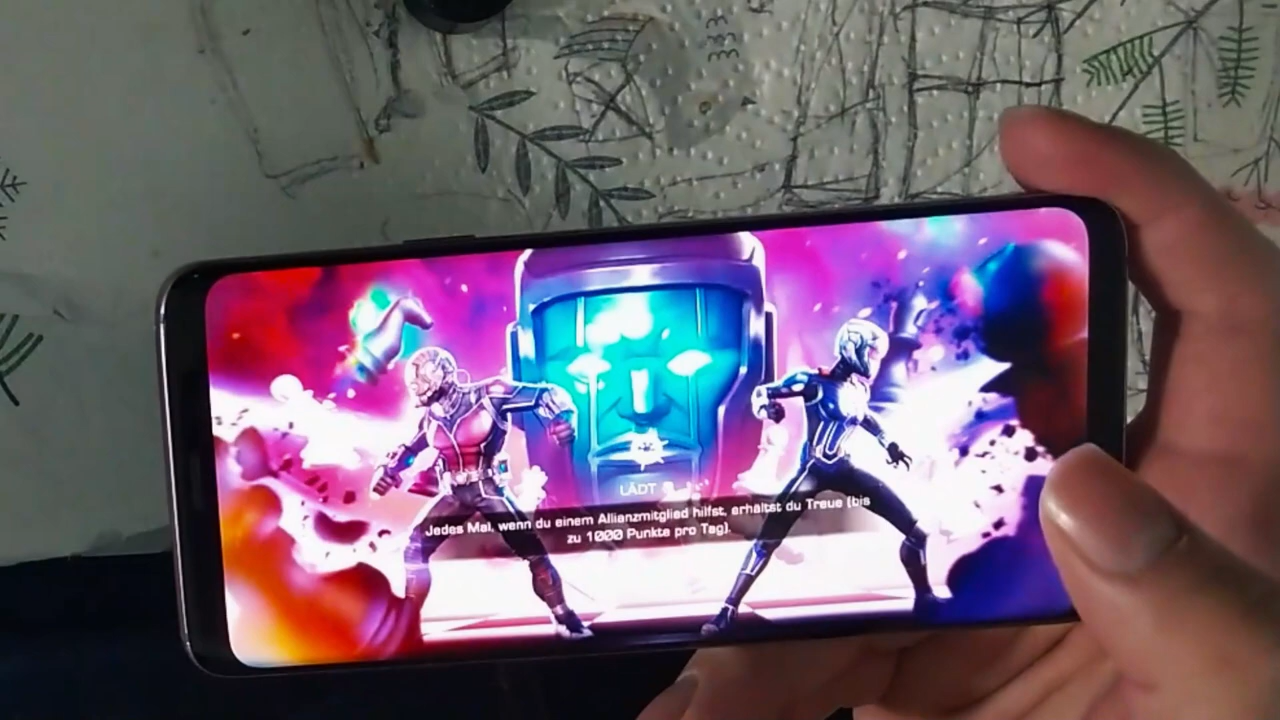 LÄDT
Jedes Mal, wenn du einem Allianzmitglied hilfst, erhältst du Treue (bis
zu 1000 Punkte pro Tag).